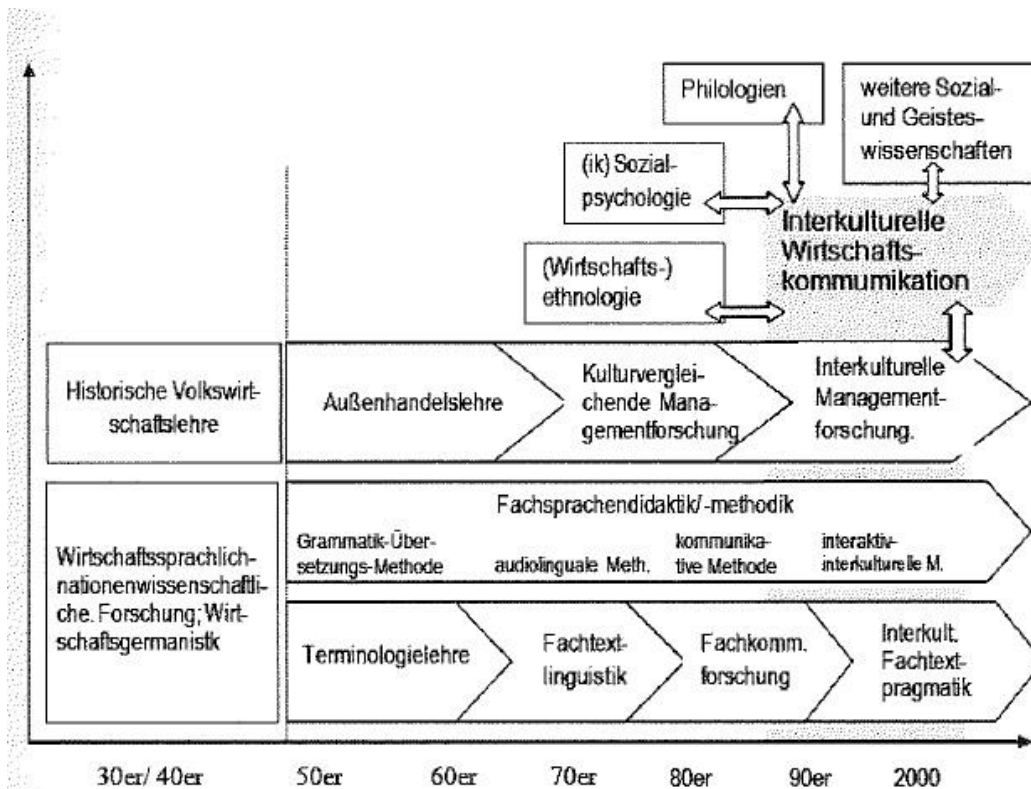 Philologien
weitere Sozial-
und Geistes-
wissenschaften
(ik) Sozial-
psychologie
Interkulturelle
Wirtschafts-
kommumikation
(Wirtschafts-)
ethnologie
Historische Volkswirt-
schaftslehre
Außenhandelslehre
Kulturverglei-
chende Mana-
gementforschung
Interkulturelle
Management-
forschung.
Wirtschaftssprachlich-
nationenwissenschaftli-
che. Forschung; Wirt-
schaftsgermanistk
Fachsprachendidaktik/-methodik
Grammatik-Über-
setzungs-Methode
audiolinguale Meth.
kommunika-
tive Methode
interaktiv-
interkulturelle M.
Terminologielehre
Fachtext-
linguistik
Fachkomm.
forschung
Interkult.
Fachtext-
pragmatik
30er/ 40er 50er 60er 70er 80er 90er 2000